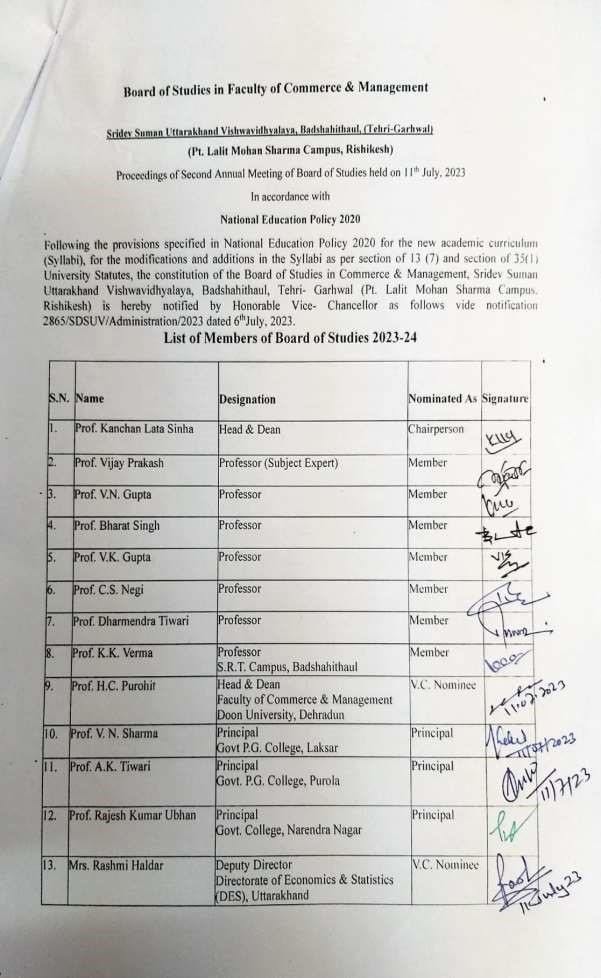 Board of Studies in Faculty of Commerce & Management
Sridev Suman Uttarakhand Vishwavidhyalaya, Badshahithaul, (Tehri-Garhwal)
(Pt. Lalit Mohan Sharma Campus, Rishikesh)
Proceedings of Second Annual Meeting of Board of Studies held on 11th July, 2023
In accordance with
National Education Policy 2020
Following the provisions specified in National Education Policy 2020 for the new academic curriculum
(Syllabi), for the modifications and additions in the Syllabi as per section of 13 (7) and section of 35(1)
University Statutes, the constitution of the Board of Studies in Commerce & Management, Sridev Suman
Uttarakhand Vishwavidhyalaya, Badshahithaul, Tehri- Garhwal (Pt. Lalit Mohan Sharma Campus,
Rishikesh) is hereby notified by Honorable Vice- Chancellor as follows vide notification
2865/SDSUV/Administration/2023 dated 6thJuly, 2023.
List of Members of Board of Studies 2023-24
S.N. Name Designation Nominated As Signature
1. Prof. Kanchan Lata Sinha Head & Dean Chairperson
2. Prof. Vijay Prakash Professor (Subject Expert) Member
3. Prof. V.N. Gupta Professor Member
4. Prof. Bharat Singh Professor Member
5. Prof. V.K. Gupta Professor Member
6. Prof. C.S. Negi Professor Member
7. Prof. Dharmendra Tiwari Professor Member
8. Prof. K.K. Verma Professor Member
S.R.T. Campus, Badshahithaul
9. Prof. H.C. Purohit Head & Dean V.C. Nominee
Faculty of Commerce & Management
Doon University, Dehradun
11/07/2023
10. Prof. V. N. Sharma Principal Principal
Govt P.G. College, Laksar
11/07/2023
11. Prof. A.K. Tiwari Principal Principal
Govt. P.G. College, Purola
11/7/23
12. Prof. Rajesh Kumar Ubhan Principal Principal
Govt. College, Narendra Nagar
13. Mrs. Rashmi Haldar Deputy Director V.C. Nominee
Directorate of Economics & Statistics
(DES), Uttarakhand
11 July 23